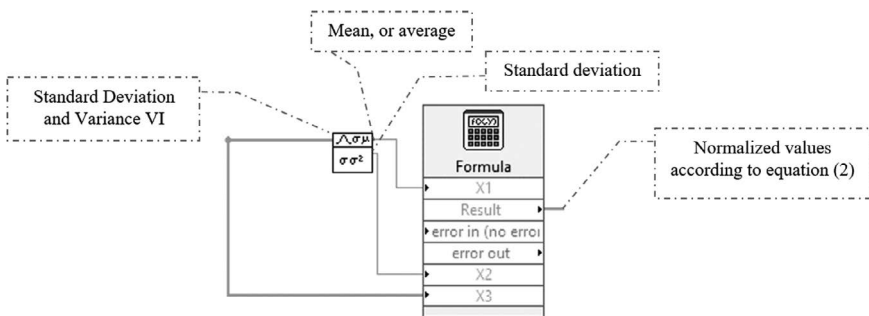 Mean, or average
Standard deviation
Standard Deviation
and Variance VI
σμ
σ σ²
f(x,y)
Formula
X1
Result
error in (no error
error out
X2
X3
Normalized values
according to equation (2)